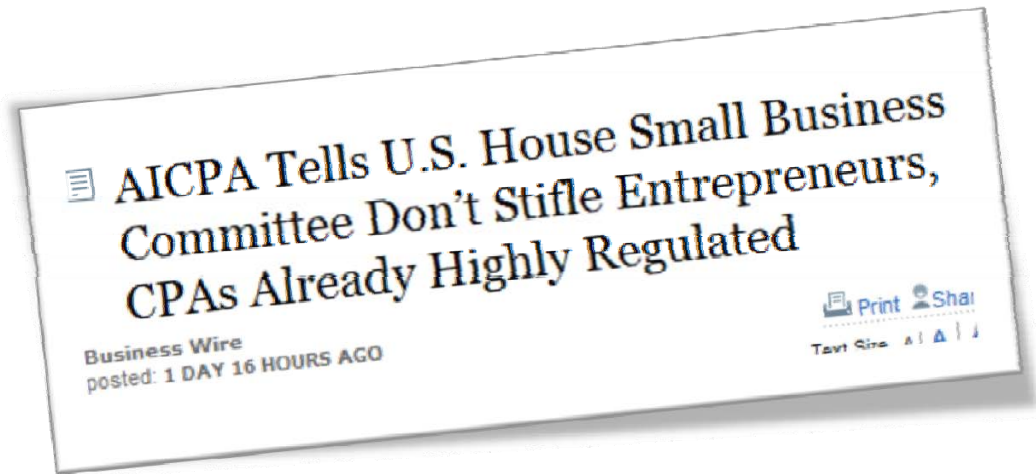 AICPA Tells U.S. House Small Business
Committee Don't Stifle Entrepreneurs,
CPAs Already Highly Regulated
Print Shar
Business Wire
Text Size A | A |
posted: 1 DAY 16 HOURS AGO